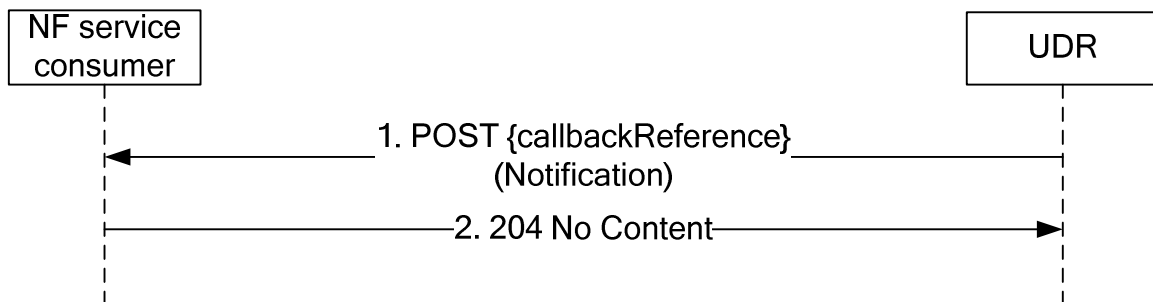 NF service
consumer
UDR
1. POST {callbackReference}
(Notification)
2. 204 No Content